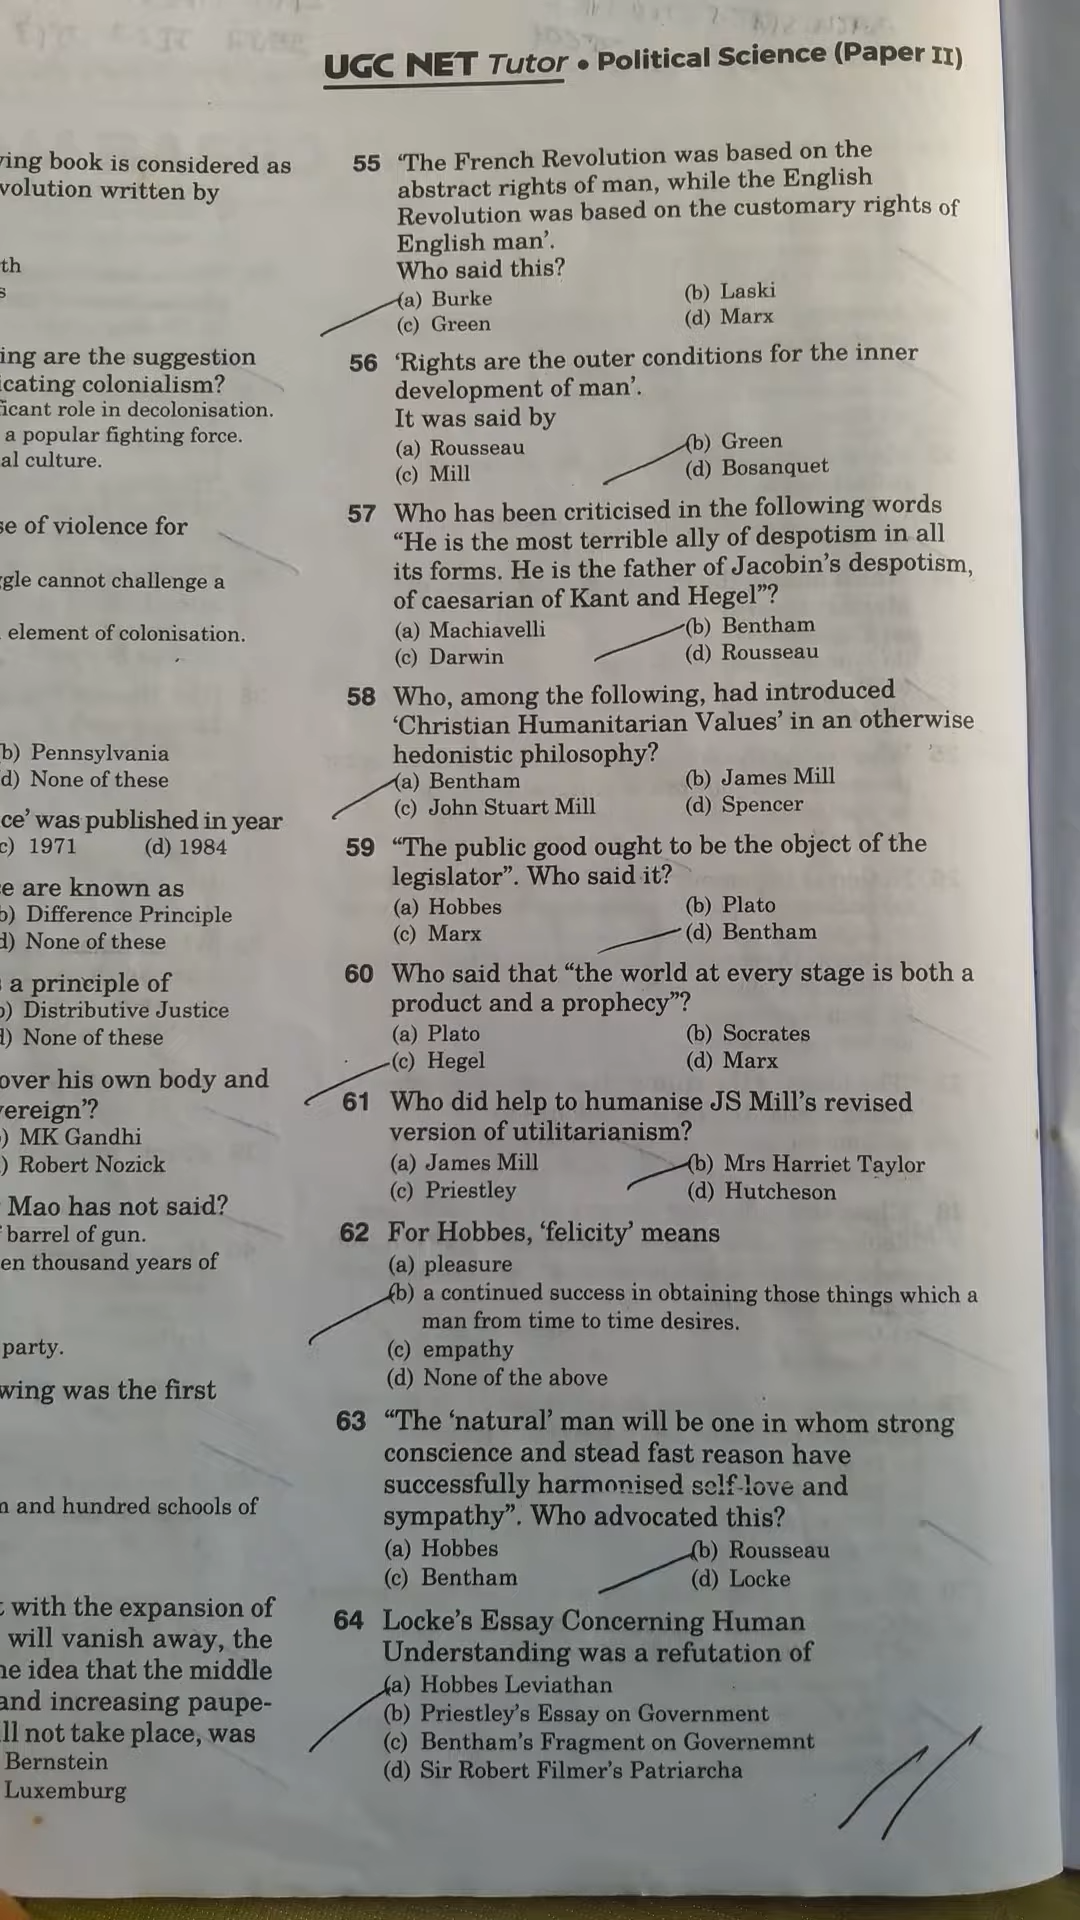 UGC NET Tutor • Political Science (Paper II)
ving book is considered as
volution written by
th
s
ing are the suggestion
icating colonialism?
ficant role in decolonisation.
a popular fighting force.
al culture.
se of violence for
ggle cannot challenge a
element of colonisation.
b) Pennsylvania
d) None of these
ce' was published in year
c) 1971 (d) 1984
e are known as
b) Difference Principle
d) None of these
s a principle of
b) Distributive Justice
d) None of these
over his own body and
vereign'?
) MK Gandhi
) Robert Nozick
Mao has not said?
barrel of gun.
en thousand years of
party.
wing was the first
and hundred schools of
t with the expansion of
will vanish away, the
he idea that the middle
and increasing paupe-
ll not take place, was
Bernstein
Luxemburg
55 'The French Revolution was based on the
abstract rights of man, while the English
Revolution was based on the customary rights of
English man'.
Who said this?
(a) Burke (b) Laski
(c) Green (d) Marx
56 'Rights are the outer conditions for the inner
development of man'.
It was said by
(a) Rousseau (b) Green
(c) Mill (d) Bosanquet
57 Who has been criticised in the following words
"He is the most terrible ally of despotism in all
its forms. He is the father of Jacobin's despotism,
of caesarian of Kant and Hegel"?
(a) Machiavelli (b) Bentham
(c) Darwin (d) Rousseau
58 Who, among the following, had introduced
'Christian Humanitarian Values' in an otherwise
hedonistic philosophy?
(a) Bentham (b) James Mill
(c) John Stuart Mill (d) Spencer
59 "The public good ought to be the object of the
legislator". Who said it?
(a) Hobbes (b) Plato
(c) Marx (d) Bentham
60 Who said that "the world at every stage is both a
product and a prophecy"?
(a) Plato (b) Socrates
(c) Hegel (d) Marx
61 Who did help to humanise JS Mill's revised
version of utilitarianism?
(a) James Mill (b) Mrs Harriet Taylor
(c) Priestley (d) Hutcheson
62 For Hobbes, 'felicity' means
(a) pleasure
(b) a continued success in obtaining those things which a
man from time to time desires.
(c) empathy
(d) None of the above
63 "The 'natural' man will be one in whom strong
conscience and stead fast reason have
successfully harmonised self-love and
sympathy". Who advocated this?
(a) Hobbes (b) Rousseau
(c) Bentham (d) Locke
64 Locke's Essay Concerning Human
Understanding was a refutation of
(a) Hobbes Leviathan
(b) Priestley's Essay on Government
(c) Bentham's Fragment on Governemnt
(d) Sir Robert Filmer's Patriarcha